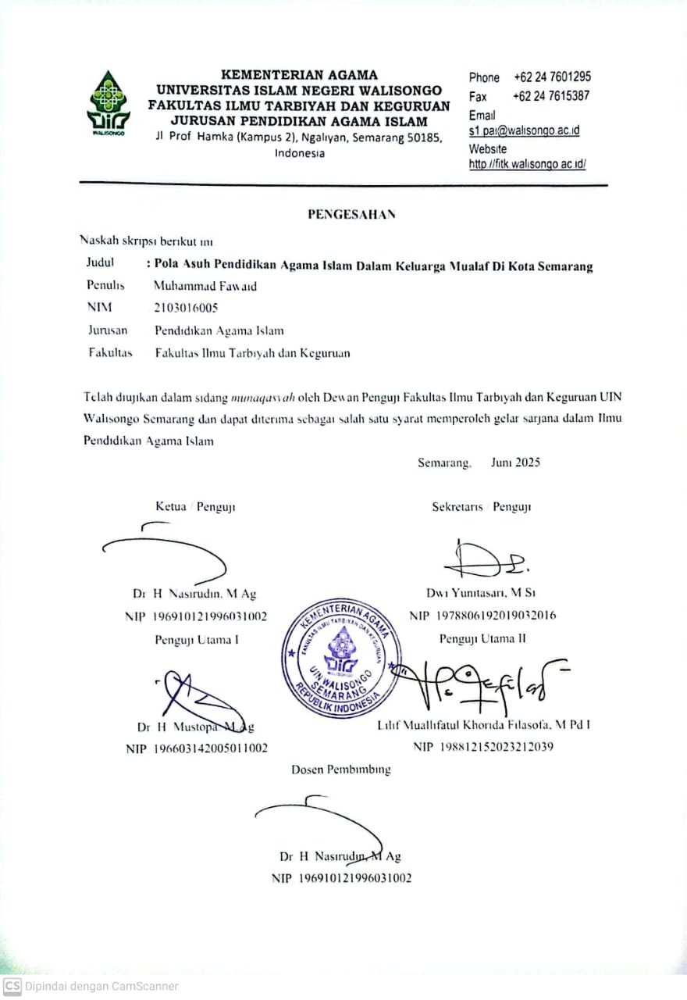 KEMENTERIAN AGAMA
UNIVERSITAS ISLAM NEGERI WALISONGO
FAKULTAS ILMU TARBIYAH DAN KEGURUAN
JURUSAN PENDIDIKAN AGAMA ISLAM
Jl Prof. Hamka (Kampus 2), Ngaliyan, Semarang 50185,
Indonesia
WALISONGO
Phone +62 24 7601295
Fax +62 24 7615387
Email
s1.pai@walisongo.ac.id
Website
http://fitk.walisongo.ac.id/
PENGESAHAN
Naskah skripsi berikut ini
Judul : Pola Asuh Pendidikan Agama Islam Dalam Keluarga Mualaf Di Kota Semarang
Penulis Muhammad Fawaid
NIM 2103016005
Jurusan Pendidikan Agama Islam
Fakultas Fakultas Ilmu Tarbiyah dan Keguruan
Telah diujikan dalam sidang munaqasyah oleh Dewan Penguji Fakultas Ilmu Tarbiyah dan Keguruan UIN
Walisongo Semarang dan dapat diterima sebagai salah satu syarat memperoleh gelar sarjana dalam Ilmu
Pendidikan Agama Islam
Semarang, Juni 2025
Ketua / Penguji Sekretaris / Penguji
Dr H Nasirudin, M Ag Dwi Yunitasari, M Si
NIP 196910121996031002 NIP 1978806192019032016
Penguji Utama I Penguji Utama II
KEMENTERIAN AGAMA
FAKULTAS ILMU TARBIYAH DAN KEGURUAN
UIN WALISONGO
SEMARANG
REPUBLIK INDONESIA
Dr H Mustopa M.Ag Lilif Muallifatul Khorida Filasofa, M Pd I
NIP 196603142005011002 NIP 198812152023212039
Dosen Pembimbing
Dr H Nasirudin, M Ag
NIP 196910121996031002
CS Dipindai dengan CamScanner